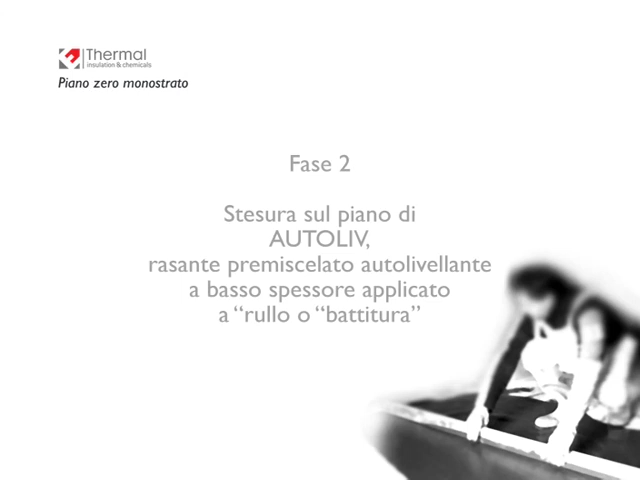 Thermal
insulation & chemicals
Piano zero monostrato
Fase 2
Stesura sul piano di
AUTOLIV,
rasante premiscelato autolivellante
a basso spessore applicato
a “rullo o “battitura”